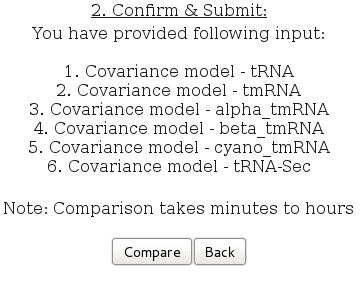 2. Confirm & Submit:
You have provided following input:
1. Covariance model - tRNA
2. Covariance model - tmRNA
3. Covariance model - alpha_tmRNA
4. Covariance model - beta_tmRNA
5. Covariance model - cyano_tmRNA
6. Covariance model - tRNA-Sec
Note: Comparison takes minutes to hours
Compare Back